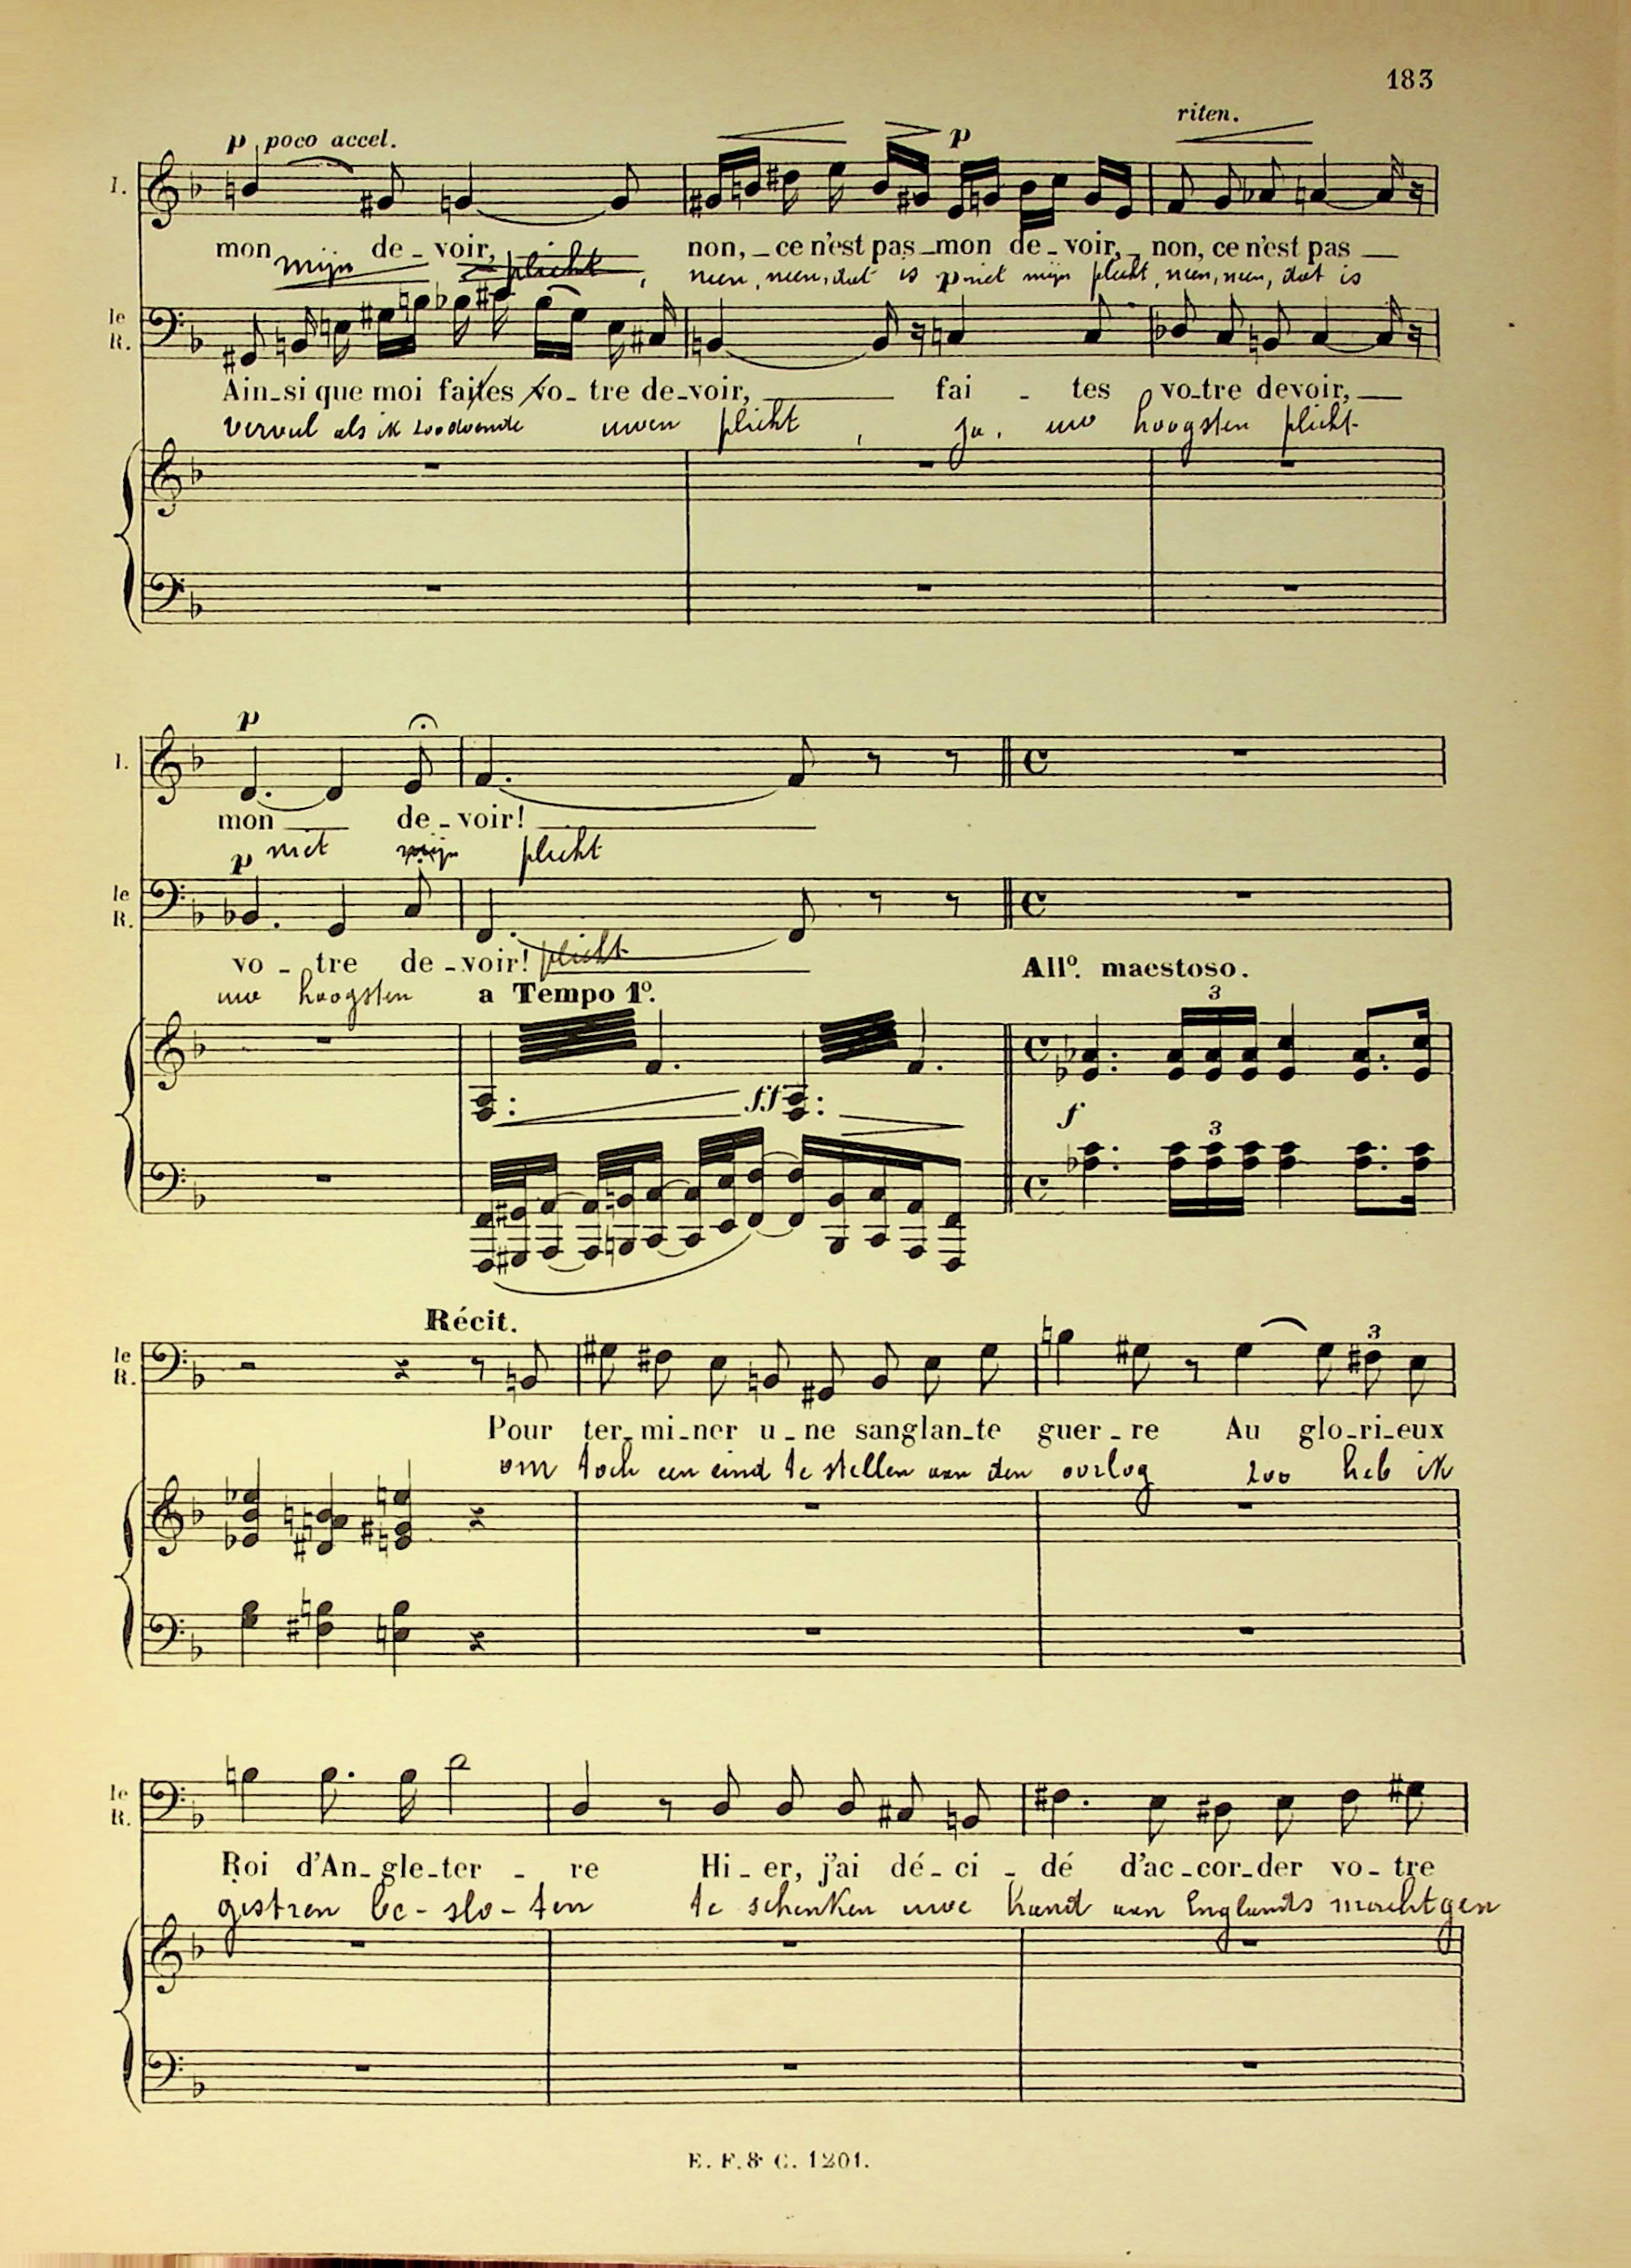 183
riten.
p poco accel. p
I.
mon de - voir, non, - ce n'est pas - mon de - voir, - non, ce n'est pas
mijn plicht, neen, neen, dat is niet mijn plicht, neen, neen, dat is
le R.
Ain-si que moi faites vo - tre de-voir, fai - tes vo-tre devoir,
vervul als ik uwen plicht, ja, uw hoogsten plicht
p
I.
mon de - voir!
niet mijn plicht
p
le R.
vo - tre de - voir! plicht
All°. maestoso.
uw hoogsten
a Tempo 1°.
3
ff
f
3
Récit.
le R.
3
Pour ter-mi-ner u-ne sanglan-te guer-re Au glo-ri-eux
om toch een eind te stellen aan den oorlog zoo heb ik
le R.
Roi d'An-gle-ter - re Hi-er, j'ai dé-ci - dé d'ac-cor-der vo-tre
gistren be-slo-ten te schenken uwe hand aan Englands macht'gen
E. F. & C. 1201.